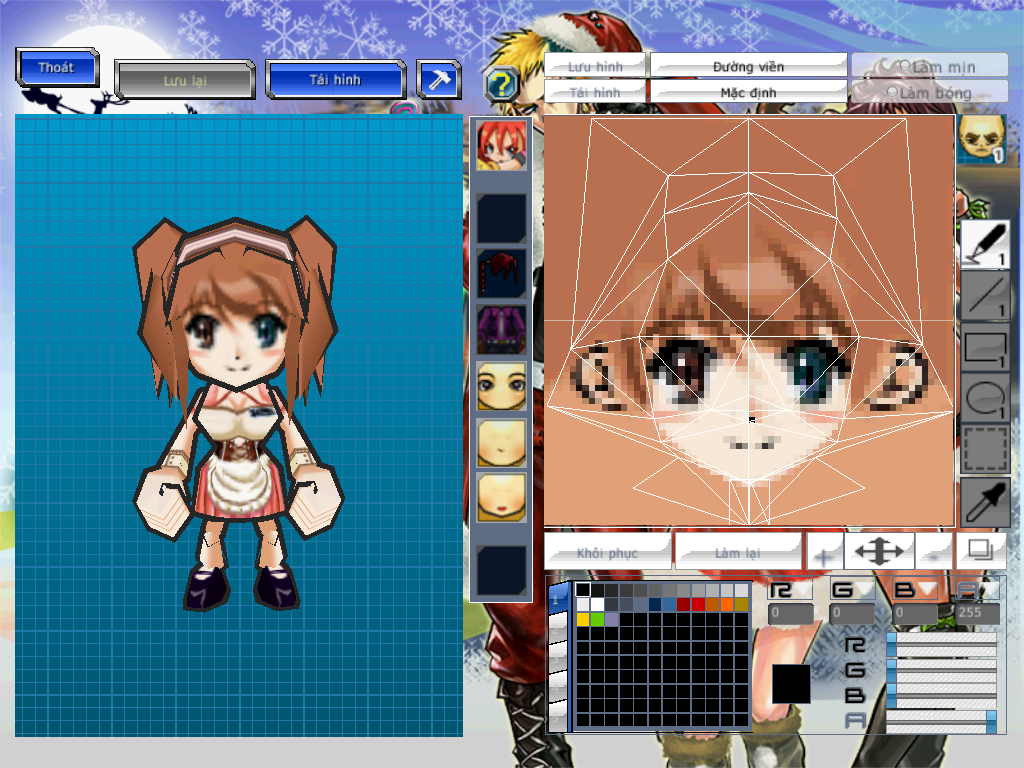 Thoát
Lưu lại
Tải hình
?
Lưu hình
Đường viền
Làm mịn
Tải hình
Mặc định
Làm bóng
1
1
1
1
1
Khôi phục
Làm lại
+
-
1
R
G
B
A
0
0
0
255
R
G
B
A